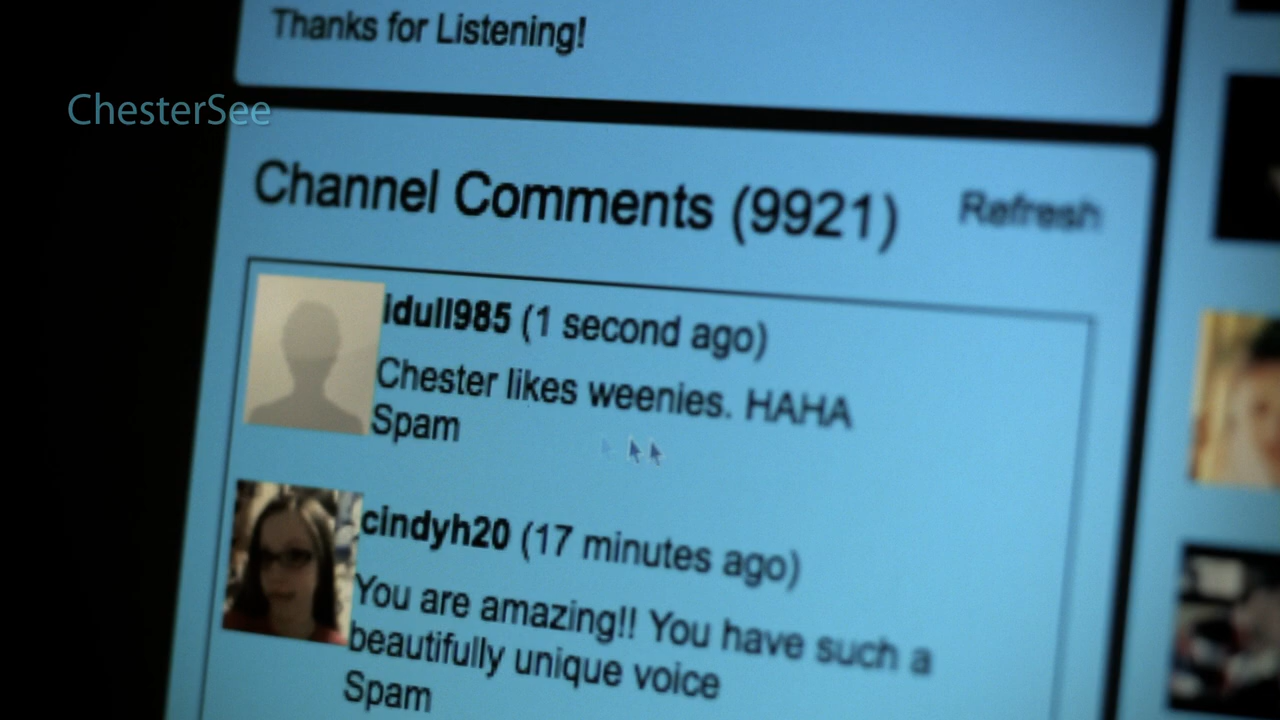 Thanks for Listening!
ChesterSee
Channel Comments (9921) Refresh
idull985 (1 second ago)
Chester likes weenies. HAHA
Spam
cindyh20 (17 minutes ago)
You are amazing!! You have such a
beautifully unique voice
Spam